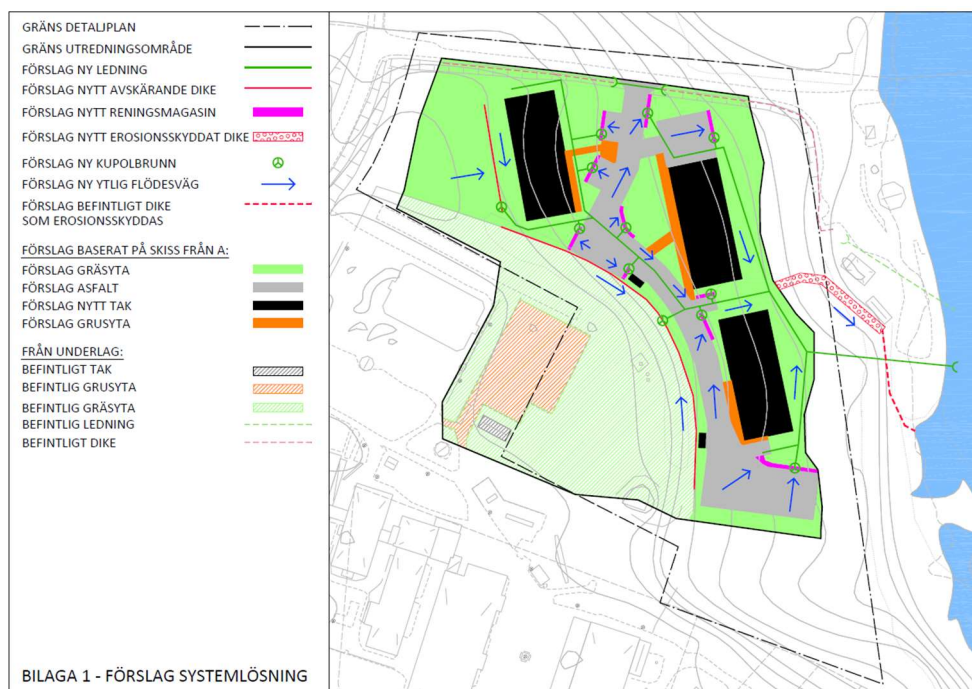 GRÄNS DETALJPLAN
GRÄNS UTREDNINGSOMRÅDE
FÖRSLAG NY LEDNING
FÖRSLAG NYTT AVSKÄRANDE DIKE
FÖRSLAG NYTT RENINGSMAGASIN
FÖRSLAG NYTT EROSIONSSKYDDAT DIKE
FÖRSLAG NY KUPOLBRUNN
FÖRSLAG NY YTLIG FLÖDESVÄG
FÖRSLAG BEFINTLIGT DIKE
SOM EROSIONSSKYDDAS
FÖRSLAG BASERAT PÅ SKISS FRÅN A:
FÖRSLAG GRÄSYTA
FÖRSLAG ASFALT
FÖRSLAG NYTT TAK
FÖRSLAG GRUSYTA
FRÅN UNDERLAG:
BEFINTLIGT TAK
BEFINTLIG GRUSYTA
BEFINTLIG GRÄSYTA
BEFINTLIG LEDNING
BEFINTLIGT DIKE
BILAGA 1 - FÖRSLAG SYSTEMLÖSNING